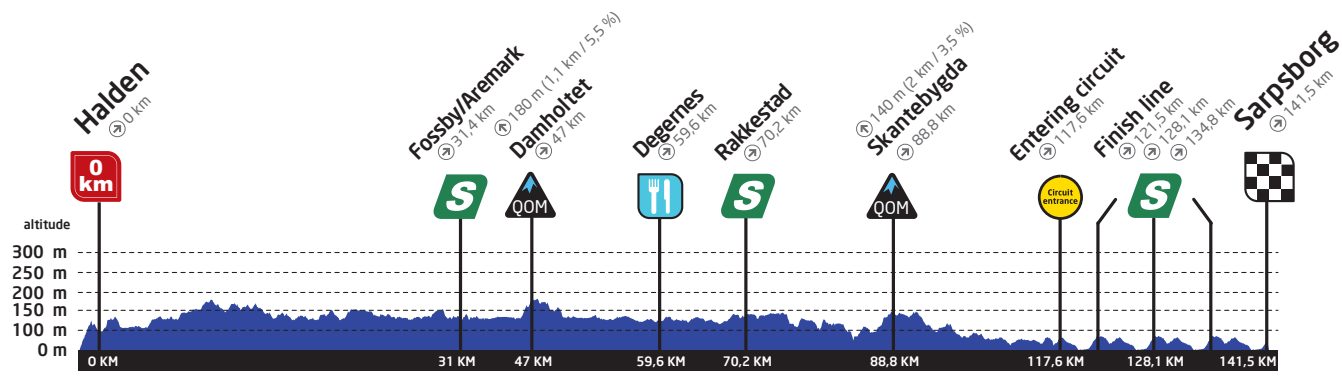 Halden
0 km
Fossby/Aremark
31,4 km
180 m (1,1 km / 5,5 %)
Damholtet
47 km
Degernes
59,6 km
Rakkestad
70,2 km
140 m (2 km / 3,5 %)
Skantebygda
88,8 km
Entering circuit
117,6 km
Finish line
121,5 km
128,1 km
134,8 km
Sarpsborg
141,5 km
0
km
S
QOM
S
QOM
Circuit
entrance
S
altitude
300 m
250 m
200 m
150 m
100 m
0 m
0 KM
31 KM
47 KM
59,6 KM
70,2 KM
88,8 KM
117,6 KM
128,1 KM
141,5 KM